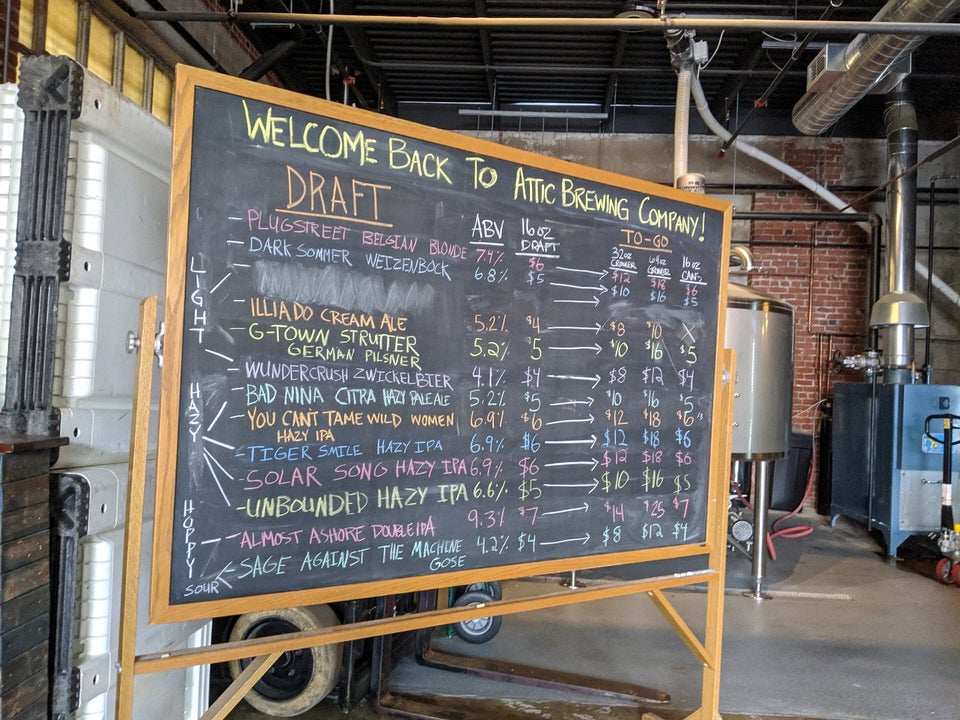 WELCOME BACK TO ATTIC BREWING COMPANY!
DRAFT ABV 16 OZ DRAFT TO-GO
32oz CROWLER 64oz GROWLER 16oz CANS
- PLUGSTREET BELGIAN BLONDE 7.4% $6 $12 $18 $6
- DARK SOMMER WEIZENBOCK 6.8% $5 $10 $16 $5
LIGHT
ILLIADO CREAM ALE 5.2% $4 $8 $10 X
G-TOWN STRUTTER 5.2% $5 $10 $16 $5
GERMAN PILSNER
WUNDERCRUSH ZWICKELBIER 4.1% $4 $8 $12 $4
HAZY
BAD NINA CITRA HAZY PALE ALE 5.2% $5 $10 $16 $5
YOU CAN'T TAME WILD WOMEN 6.9% $6 $12 $18 $6
HAZY IPA
- TIGER SMILE HAZY IPA 6.9% $6 $12 $18 $6
- SOLAR SONG HAZY IPA 6.9% $6 $12 $18 $6
- UNBOUNDED HAZY IPA 6.6% $5 $10 $16 $5
HOPPY
- ALMOST ASHORE DOUBLE IPA 9.3% $7 $14 $25 $7
- SAGE AGAINST THE MACHINE 4.2% $4 $8 $12 $4
GOSE
SOUR